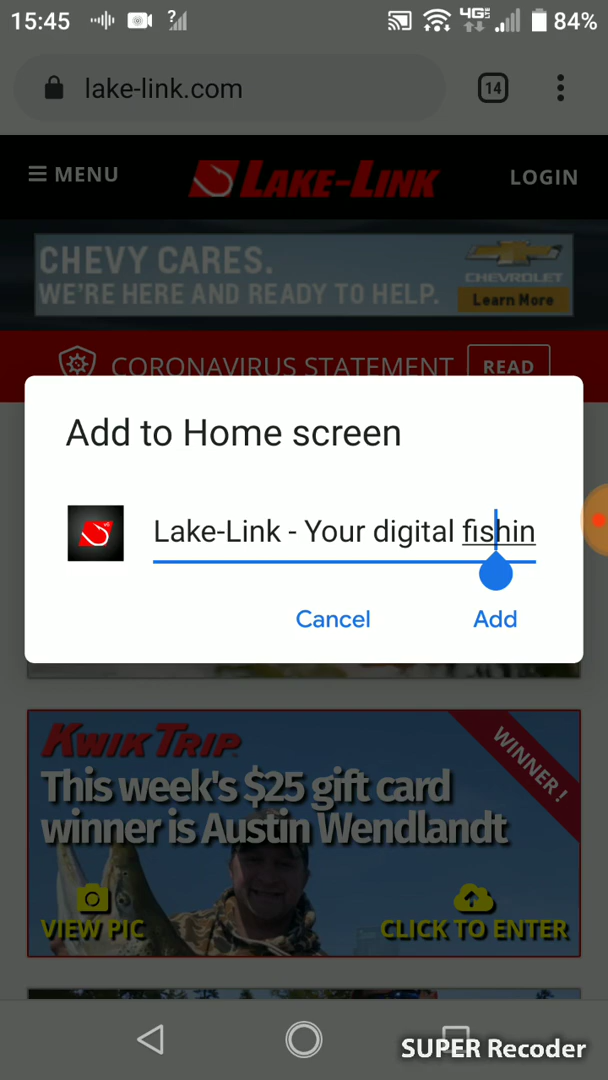 15:45 ? 4G LTE 84%
lake-link.com 14
MENU LAKE-LINK LOGIN
CHEVY CARES.
WE'RE HERE AND READY TO HELP.
CHEVROLET
Learn More
CORONAVIRUS STATEMENT READ
Add to Home screen
Lake-Link - Your digital fishin
Cancel Add
KWIK TRIP
WINNER!
This week's $25 gift card
winner is Austin Wendlandt
VIEW PIC CLICK TO ENTER
SUPER Recoder